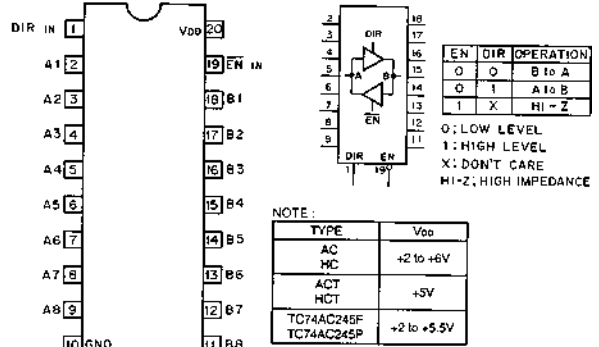 DIR IN 1 VDD 20
A1 2 19 EN IN
A2 3 18 B1
A3 4 17 B2
A4 5 16 B3
A5 6 15 B4
A6 7 14 B5
A7 8 13 B6
A8 9 12 B7
10 GND 11 B8
2 18
3 17
DIR
4 16
5 A B 15
6 14
7 13
EN
8 12
9 11
DIR EN
1 19
EN DIR OPERATION
0 0 B to A
0 1 A to B
1 X HI-Z
0; LOW LEVEL
1; HIGH LEVEL
X; DON'T CARE
HI-Z; HIGH IMPEDANCE
NOTE:
TYPE VDD
AC
HC
+2 to +6V
ACT
HCT
+5V
TC74AC245F
TC74AC245P
+2 to +5.5V